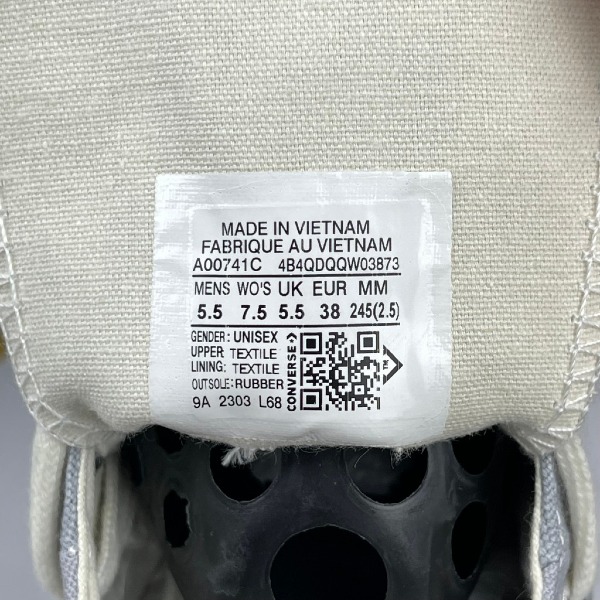 MADE IN VIETNAM
FABRIQUE AU VIETNAM
A00741C 4B4QDQQW03873
MENS WO'S UK EUR MM
5.5 7.5 5.5 38 245(2.5)
GENDER: UNISEX
UPPER: TEXTILE
LINING: TEXTILE
OUTSOLE: RUBBER
9A 2303 L68
CONVERSE
TM